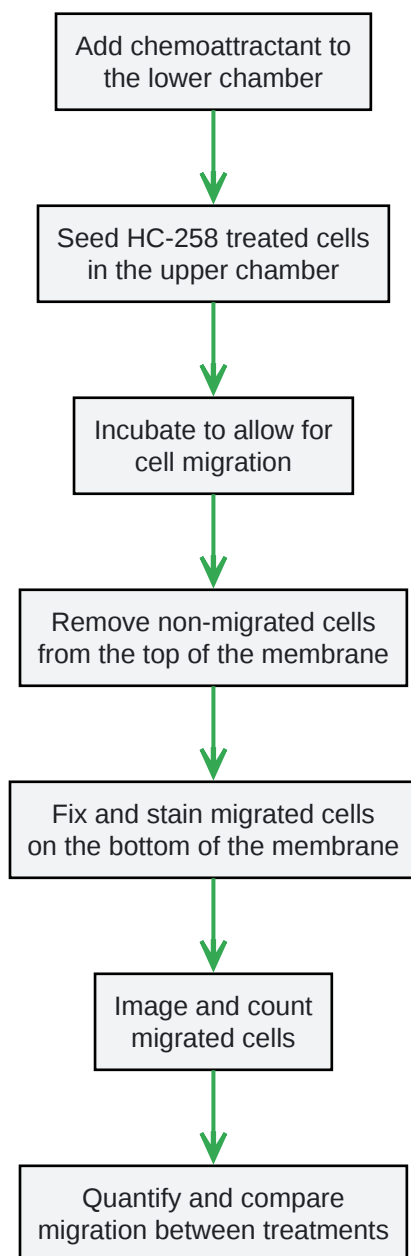 Add chemoattractant to
the lower chamber
Seed HC-258 treated cells
in the upper chamber
Incubate to allow for
cell migration
Remove non-migrated cells
from the top of the membrane
Fix and stain migrated cells
on the bottom of the membrane
Image and count
migrated cells
Quantify and compare
migration between treatments